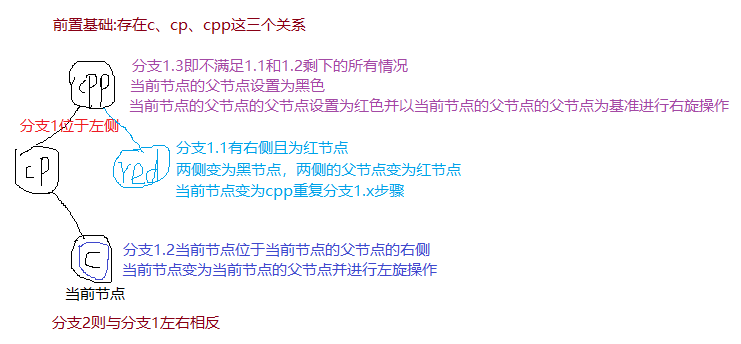 前置基础:存在c、cp、cpp这三个关系
分支1.3即不满足1.1和1.2剩下的所有情况
当前节点的父节点设置为黑色
当前节点的父节点的父节点设置为红色并以当前节点的父节点的父节点为基准进行右旋操作
cpp
分支1位于左侧
分支1.1有右侧且为红节点
两侧变为黑节点，两侧的父节点变为红节点
当前节点变为cpp重复分支1.x步骤
cp
red
分支1.2当前节点位于当前节点的父节点的右侧
当前节点变为当前节点的父节点并进行左旋操作
c
当前节点
分支2则与分支1左右相反